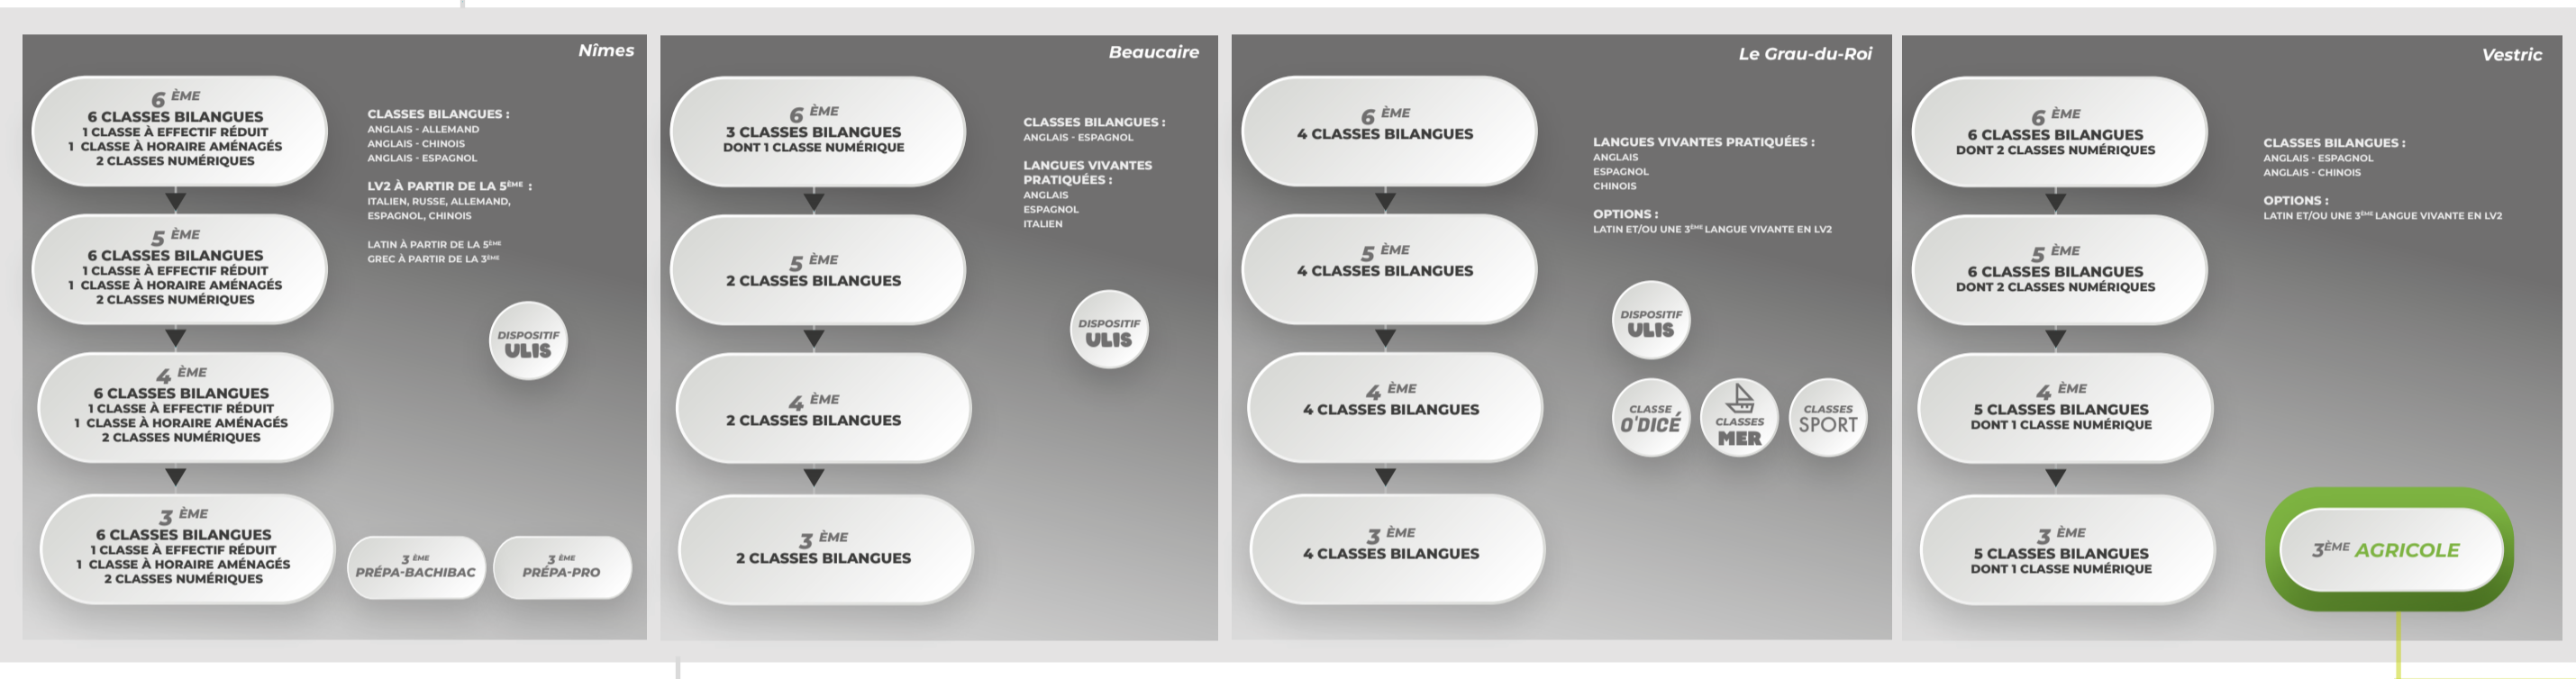 Nîmes
6 ÈME
6 CLASSES BILANGUES
1 CLASSE À EFFECTIF RÉDUIT
1 CLASSE À HORAIRE AMÉNAGÉS
2 CLASSES NUMÉRIQUES
5 ÈME
6 CLASSES BILANGUES
1 CLASSE À EFFECTIF RÉDUIT
1 CLASSE À HORAIRE AMÉNAGÉS
2 CLASSES NUMÉRIQUES
4 ÈME
6 CLASSES BILANGUES
1 CLASSE À EFFECTIF RÉDUIT
1 CLASSE À HORAIRE AMÉNAGÉS
2 CLASSES NUMÉRIQUES
3 ÈME
6 CLASSES BILANGUES
1 CLASSE À EFFECTIF RÉDUIT
1 CLASSE À HORAIRE AMÉNAGÉS
2 CLASSES NUMÉRIQUES
CLASSES BILANGUES :
ANGLAIS - ALLEMAND
ANGLAIS - CHINOIS
ANGLAIS - ESPAGNOL
LV2 À PARTIR DE LA 5ÈME :
ITALIEN, RUSSE, ALLEMAND,
ESPAGNOL, CHINOIS
LATIN À PARTIR DE LA 5ÈME
GREC À PARTIR DE LA 3ÈME
DISPOSITIF
ULIS
3 ÈME
PRÉPA-BACHIBAC
3 ÈME
PRÉPA-PRO
Beaucaire
6 ÈME
3 CLASSES BILANGUES
DONT 1 CLASSE NUMÉRIQUE
5 ÈME
2 CLASSES BILANGUES
4 ÈME
2 CLASSES BILANGUES
3 ÈME
2 CLASSES BILANGUES
CLASSES BILANGUES :
ANGLAIS - ESPAGNOL
LANGUES VIVANTES
PRATIQUÉES :
ANGLAIS
ESPAGNOL
ITALIEN
DISPOSITIF
ULIS
Le Grau-du-Roi
6 ÈME
4 CLASSES BILANGUES
5 ÈME
4 CLASSES BILANGUES
4 ÈME
4 CLASSES BILANGUES
3 ÈME
4 CLASSES BILANGUES
LANGUES VIVANTES PRATIQUÉES :
ANGLAIS
ESPAGNOL
CHINOIS
OPTIONS :
LATIN ET/OU UNE 3ÈME LANGUE VIVANTE EN LV2
DISPOSITIF
ULIS
CLASSE
O'DICÉ
CLASSES
MER
CLASSES
SPORT
Vestric
6 ÈME
6 CLASSES BILANGUES
DONT 2 CLASSES NUMÉRIQUES
5 ÈME
6 CLASSES BILANGUES
DONT 2 CLASSES NUMÉRIQUES
4 ÈME
5 CLASSES BILANGUES
DONT 1 CLASSE NUMÉRIQUE
3 ÈME
5 CLASSES BILANGUES
DONT 1 CLASSE NUMÉRIQUE
CLASSES BILANGUES :
ANGLAIS - ESPAGNOL
ANGLAIS - CHINOIS
OPTIONS :
LATIN ET/OU UNE 3ÈME LANGUE VIVANTE EN LV2
3ÈME AGRICOLE